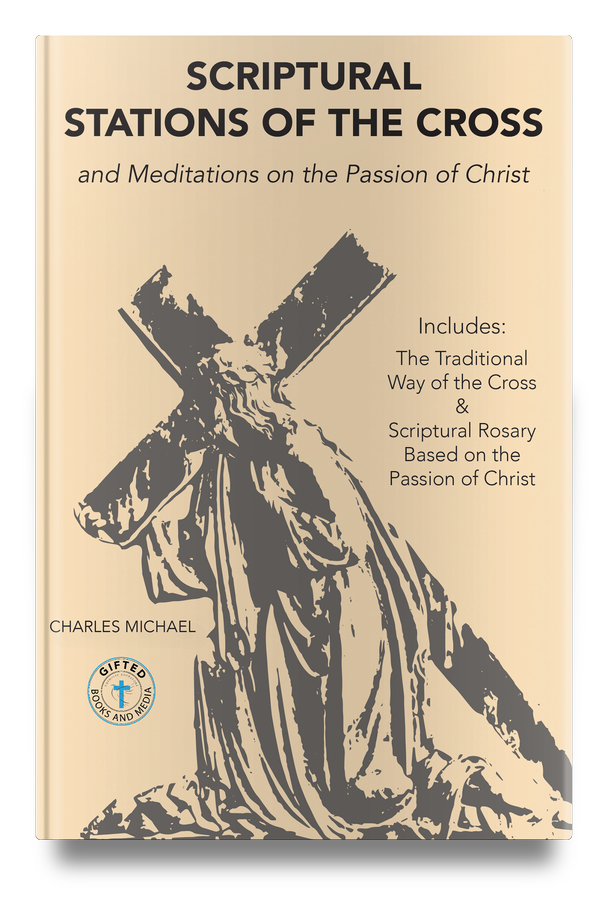 SCRIPTURAL
STATIONS OF THE CROSS
and Meditations on the Passion of Christ
Includes:
The Traditional
Way of the Cross
&
Scriptural Rosary
Based on the
Passion of Christ
CHARLES MICHAEL
GIFTED
BOOKS AND MEDIA